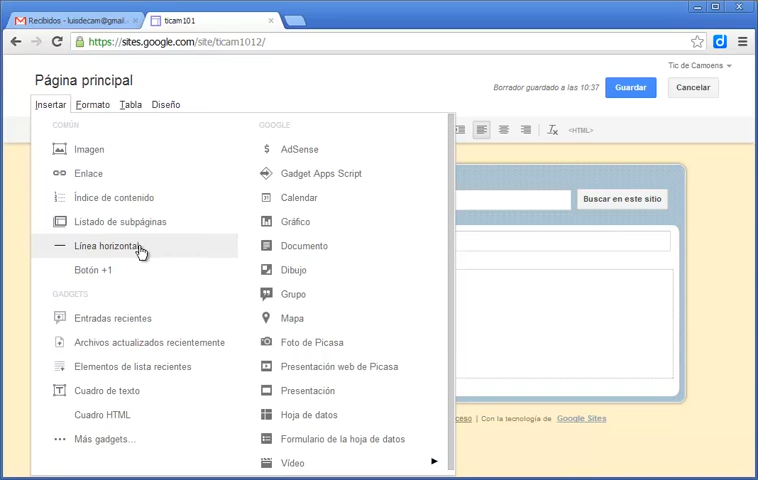 Recibidos - luisdecam@gmail.
ticam101
https://sites.google.com/site/ticam1012/
Tic de Camoens
Página principal
Borrador guardado a las 10:37
Guardar
Cancelar
Insertar Formato Tabla Diseño
<HTML>
COMÚN
Imagen
Enlace
Índice de contenido
Listado de subpáginas
Línea horizontal
Botón +1
GADGETS
Entradas recientes
Archivos actualizados recientemente
Elementos de lista recientes
Cuadro de texto
Cuadro HTML
Más gadgets...
GOOGLE
AdSense
Gadget Apps Script
Calendar
Gráfico
Documento
Dibujo
Grupo
Mapa
Foto de Picasa
Presentación web de Picasa
Presentación
Hoja de datos
Formulario de la hoja de datos
Vídeo
Buscar en este sitio
ceso | Con la tecnología de Google Sites